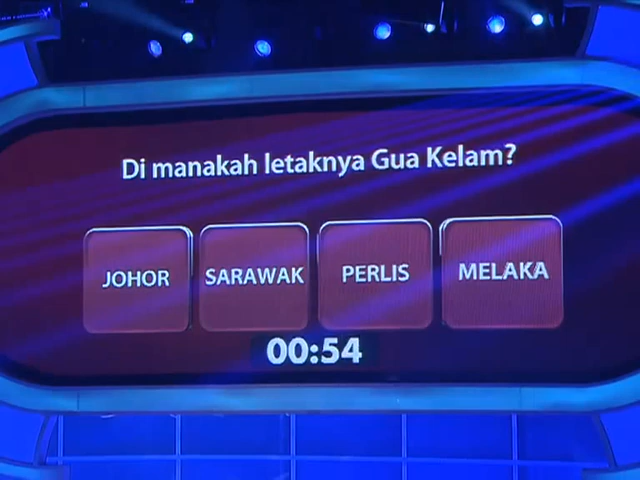 Di manakah letaknya Gua Kelam?
JOHOR
SARAWAK
PERLIS
MELAKA
00:54